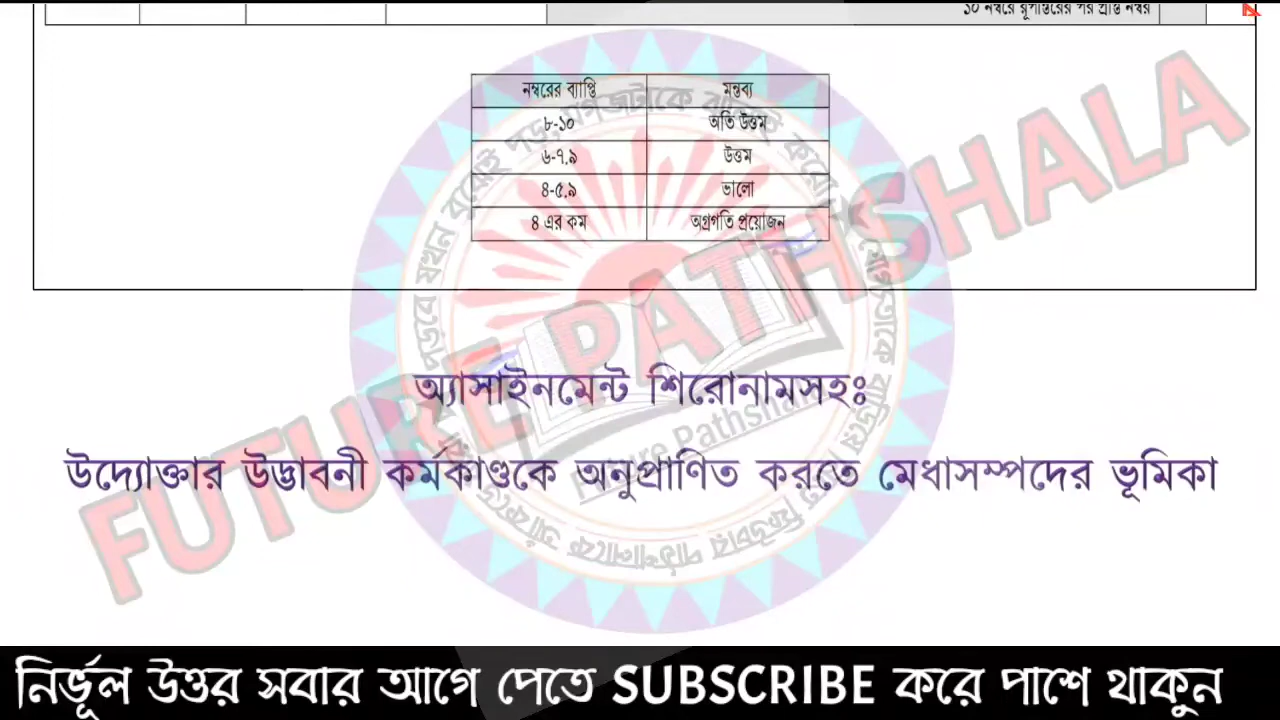 ১০ নম্বরে রূপান্তরের পর প্রাপ্ত নম্বর
নম্বরের ব্যাপ্তি মন্তব্য
৮-১০ অতি উত্তম
৬-৭.৯ উত্তম
৪-৫.৯ ভালো
৪ এর কম অগ্রগতি প্রয়োজন
FUTURE PATHSHALA
অ্যাসাইনমেন্ট শিরোনামসহঃ
উদ্যোক্তার উদ্ভাবনী কর্মকাণ্ডকে অনুপ্রাণিত করতে মেধাসম্পদের ভূমিকা
নির্ভূল উত্তর সবার আগে পেতে SUBSCRIBE করে পাশে থাকুন